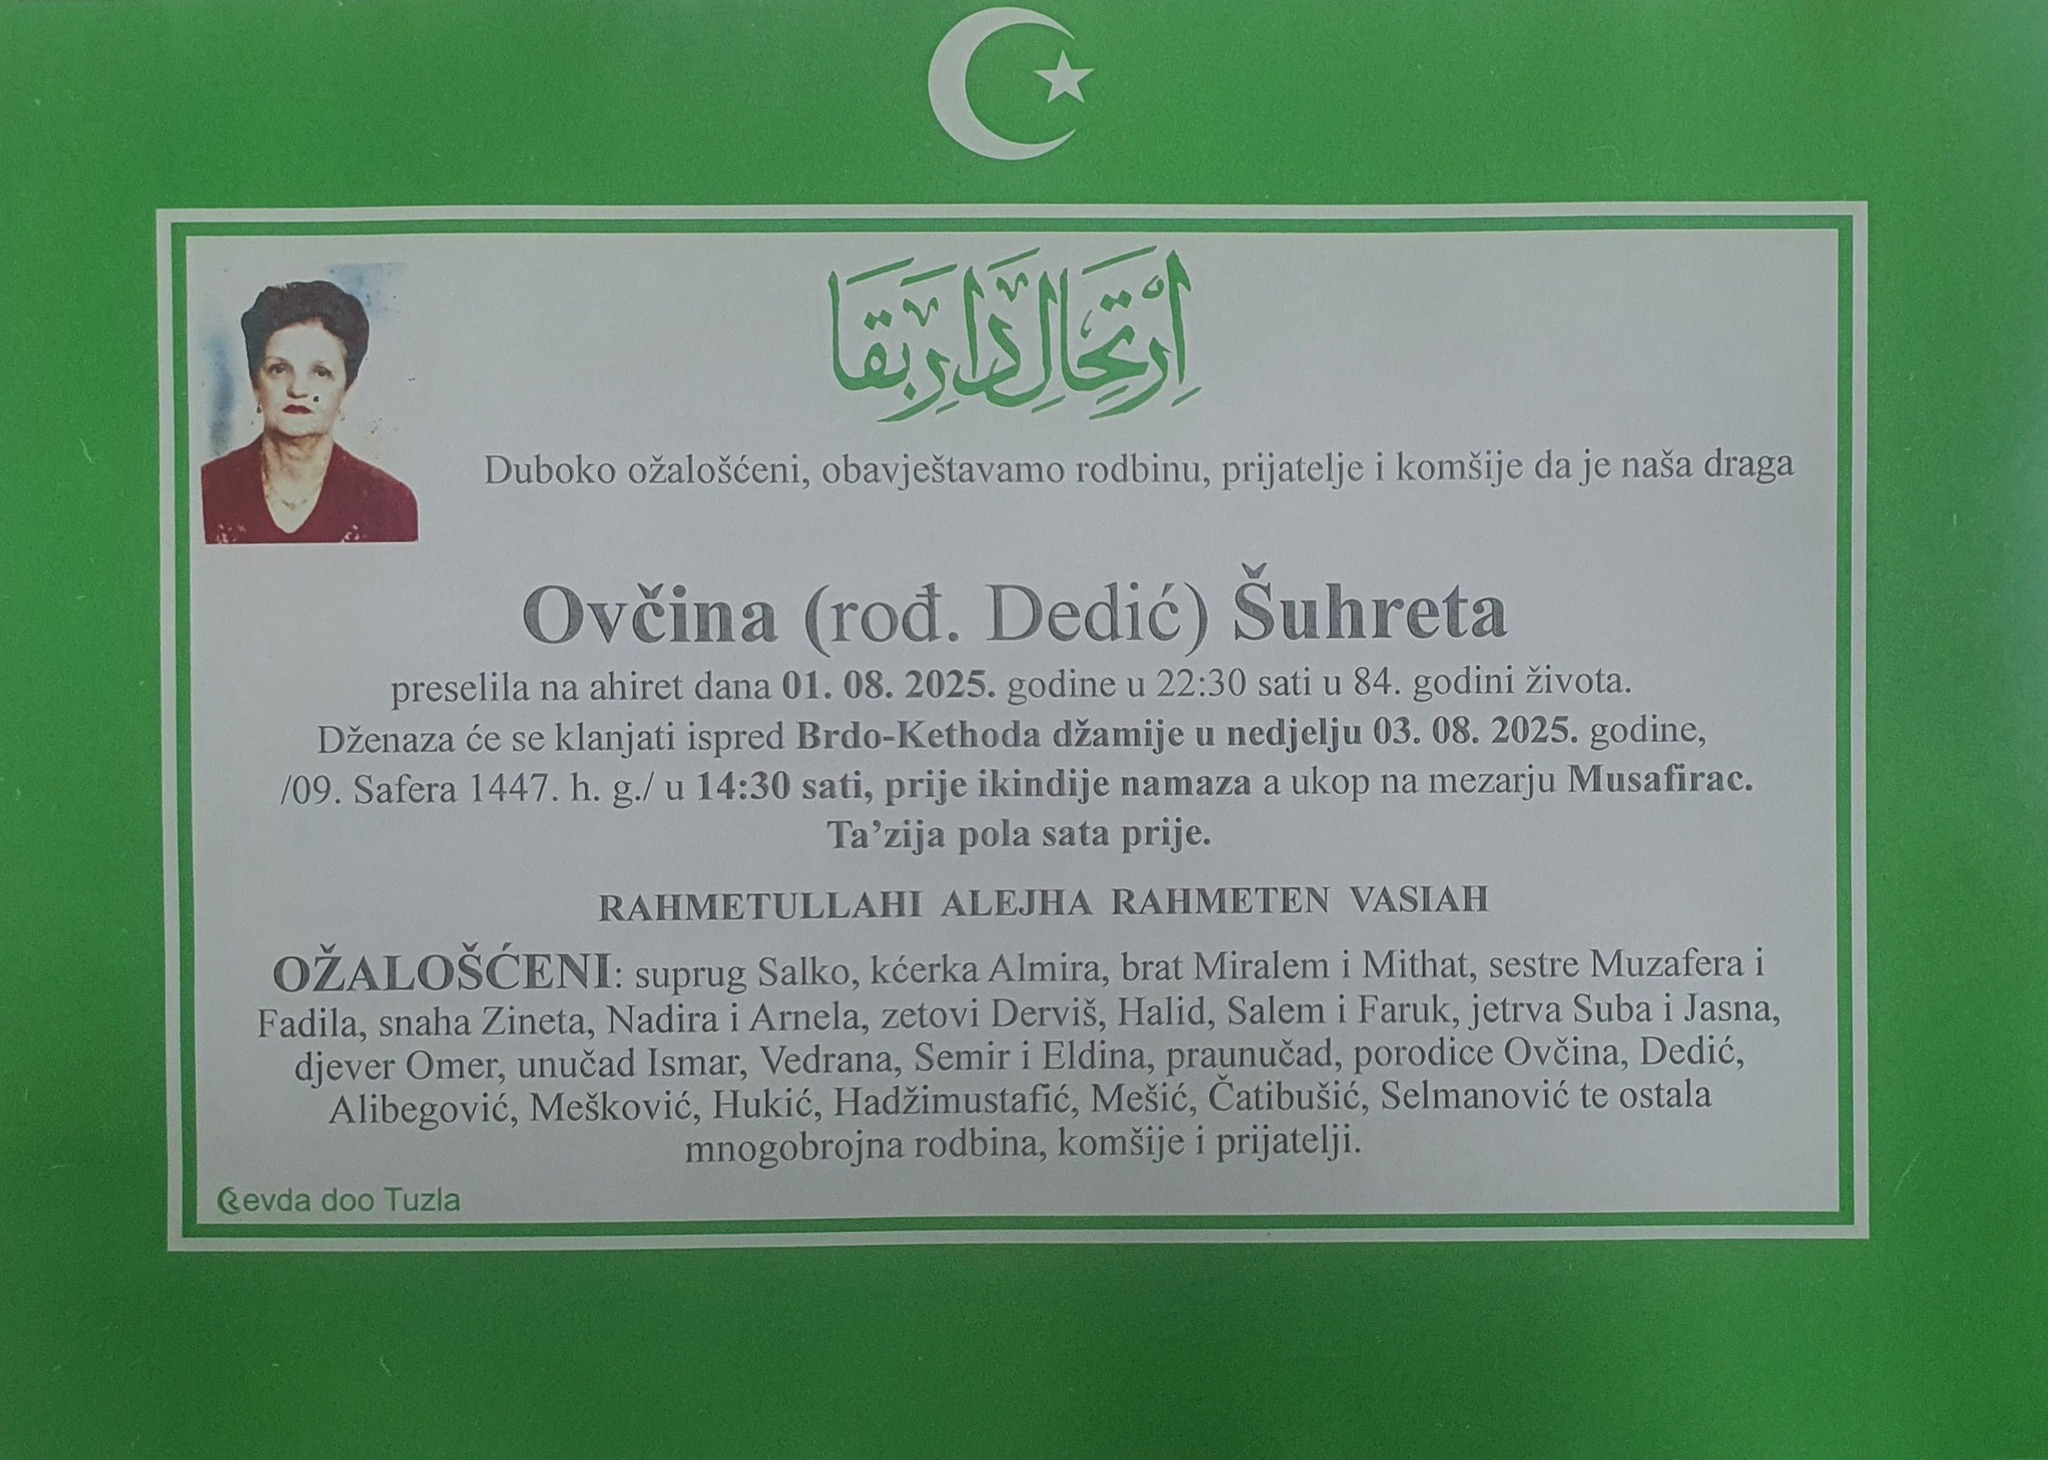 اِرْتِحَالِ دَارِ بَقَا
Duboko ožalošćeni, obavještavamo rodbinu, prijatelje i komšije da je naša draga
Ovčina (rođ. Dedić) Šuhreta
preselila na ahiret dana 01. 08. 2025. godine u 22:30 sati u 84. godini života.
Dženaza će se klanjati ispred Brdo-Kethoda džamije u nedjelju 03. 08. 2025. godine,
/09. Safera 1447. h. g./ u 14:30 sati, prije ikindije namaza a ukop na mezarju Musafirac.
Ta’zija pola sata prije.
RAHMETULLAHI ALEJHA RAHMETEN VASIAH
OŽALOŠĆENI: suprug Salko, kćerka Almira, brat Miralem i Mithat, sestre Muzafera i
Fadila, snaha Zineta, Nadira i Arnela, zetovi Derviš, Halid, Salem i Faruk, jetrva Suba i Jasna,
djever Omer, unučad Ismar, Vedrana, Semir i Eldina, praunučad, porodice Ovčina, Dedić,
Alibegović, Mešković, Hukić, Hadžimustafić, Mešić, Čatibušić, Selmanović te ostala
mnogobrojna rodbina, komšije i prijatelji.
Revda doo Tuzla